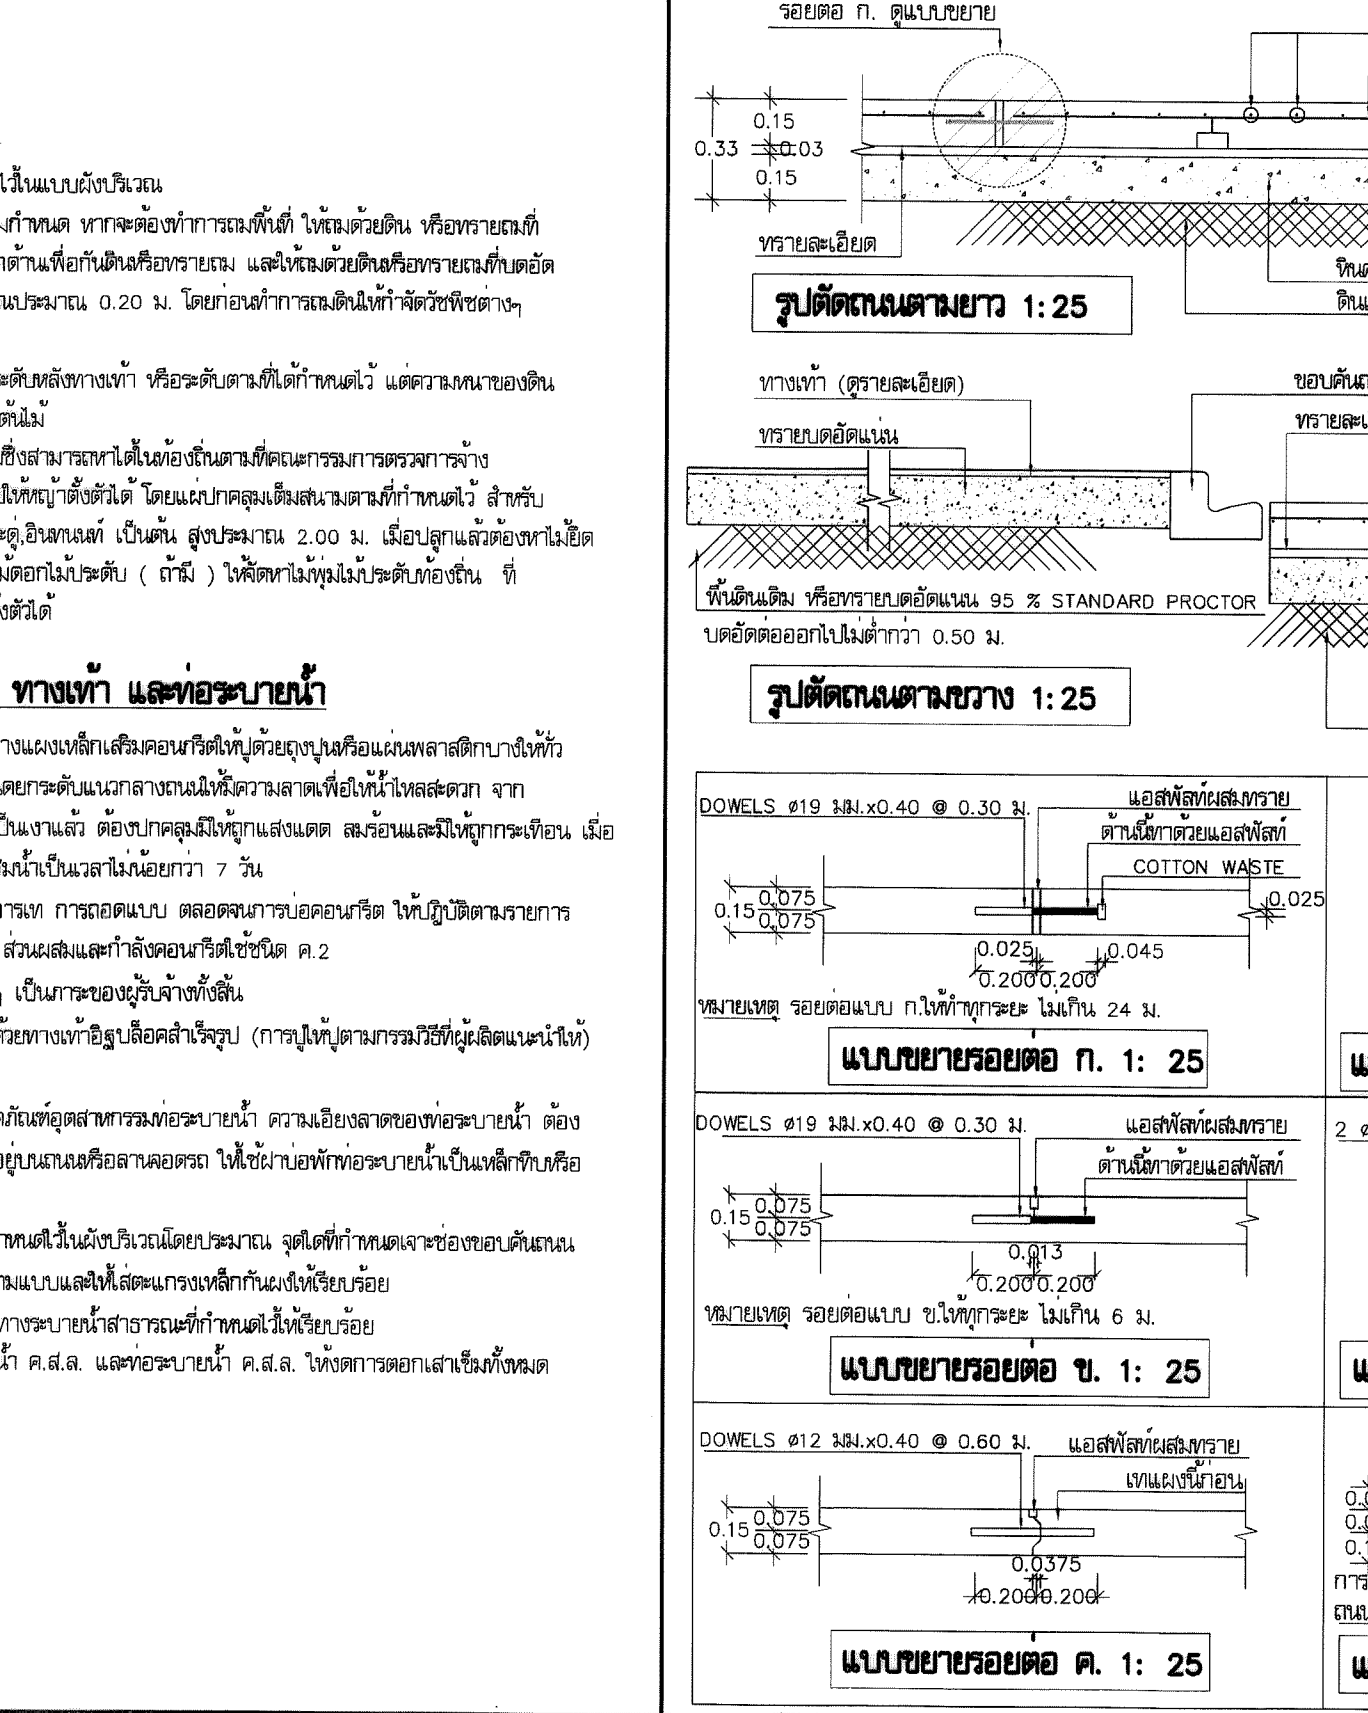 ไว้ในแบบผังบริเวณ
มกำหนด หากจะต้องทำการถมพื้นที่ ให้ถมด้วยดิน หรือทรายถมที่
าด้านเพื่อกันดินหรือทรายถม และให้ถมด้วยดินหรือทรายถมที่บดอัด
ณประมาณ 0.20 ม. โดยก่อนทำการถมดินให้กำจัดวัชพืชต่างๆ
ะดับหลังทางเท้า หรือระดับตามที่ได้กำหนดไว้ แต่ความหนาของดิน
ต้นไม้
ซึ่งสามารถหาได้ในท้องถิ่นตามที่คณะกรรมการตรวจการจ้าง
ให้หญ้าตั้งตัวได้ โดยแผ่ปกคลุมเต็มสนามตามที่กำหนดไว้ สำหรับ
ะดู่,อินทนนท์ เป็นต้น สูงประมาณ 2.00 ม. เมื่อปลูกแล้วต้องหาไม้ยึด
ม้ดอกไม้ประดับ ( ถ้ามี ) ให้จัดหาไม้พุ่มไม้ประดับท้องถิ่น ที่
ั้งตัวได้
ทางเท้า และท่อระบายน้ำ
างแผงเหล็กเสริมคอนกรีตให้ปูด้วยถุงปูนหรือแผ่นพลาสติกบางให้ทั่ว
ดยกระดับแนวกลางถนนให้มีความลาดเพื่อให้น้ำไหลสะดวก จาก
ป็นเงาแล้ว ต้องปกคลุมมิให้ถูกแสงแดด ลมร้อนและมิให้ถูกกระเทือน เมื่อ
มน้ำเป็นเวลาไม่น้อยกว่า 7 วัน
ารเท การถอดแบบ ตลอดจนการบ่มคอนกรีต ให้ปฏิบัติตามรายการ
ส่วนผสมและกำลังคอนกรีตใช้ชนิด ค.2
ๆ เป็นภาระของผู้รับจ้างทั้งสิ้น
ด้วยทางเท้าอิฐบล็อคสำเร็จรูป (การปูให้ปูตามกรรมวิธีที่ผู้ผลิตแนะนำให้)
ภัณฑ์อุตสาหกรรมท่อระบายน้ำ ความเอียงลาดของท่อระบายน้ำ ต้อง
อยู่บนถนนหรือลานจอดรถ ให้ใช้ฝาบ่อพักท่อระบายน้ำเป็นเหล็กทึบหรือ
ำหนดไว้ในผังบริเวณโดยประมาณ จุดใดที่กำหนดเจาะช่องขอบคันถนน
ามแบบและให้ใส่ตะแกรงเหล็กกันผงให้เรียบร้อย
ทางระบายน้ำสาธารณะที่กำหนดไว้ให้เรียบร้อย
น้ำ ค.ส.ล. และท่อระบายน้ำ ค.ส.ล. ให้งดการตอกเสาเข็มทั้งหมด
รอยต่อ ก. ดูแบบขยาย
0.15
0.33 0.03
0.15
ทรายละเอียด
หินค
ดินเ
รูปตัดถนนตามยาว 1:25
ทางเท้า (ดูรายละเอียด)
ขอบคันถ
ทรายบดอัดแน่น
ทรายละเ
พื้นดินเดิม หรือทรายบดอัดแน่น 95 % STANDARD PROCTOR
บดอัดต่อออกไปไม่ต่ำกว่า 0.50 ม.
รูปตัดถนนตามขวาง 1:25
DOWELS ø19 มม.x0.40 @ 0.30 ม.
แอสฟัลท์ผสมทราย
ด้านนี้ทาด้วยแอสฟัลท์
COTTON WASTE
0.15 0.075
0.075
0.025
0.025 0.045
0.200 0.200
หมายเหตุ รอยต่อแบบ ก.ให้ทำทุกระยะ ไม่เกิน 24 ม.
แบบขยายรอยต่อ ก. 1: 25
แ
DOWELS ø19 มม.x0.40 @ 0.30 ม.
แอสฟัลท์ผสมทราย
2 ø
ด้านนี้ทาด้วยแอสฟัลท์
0.15 0.075
0.075
0.013
0.200 0.200
หมายเหตุ รอยต่อแบบ ข.ให้ทุกระยะ ไม่เกิน 6 ม.
แบบขยายรอยต่อ ข. 1: 25
แ
DOWELS ø12 มม.x0.40 @ 0.60 ม.
แอสฟัลท์ผสมทราย
เทแผงนี้ก่อน
0.15 0.075
0.075
0.0375
0.200 0.200
การ
ถนน
แบบขยายรอยต่อ ค. 1: 25
แ